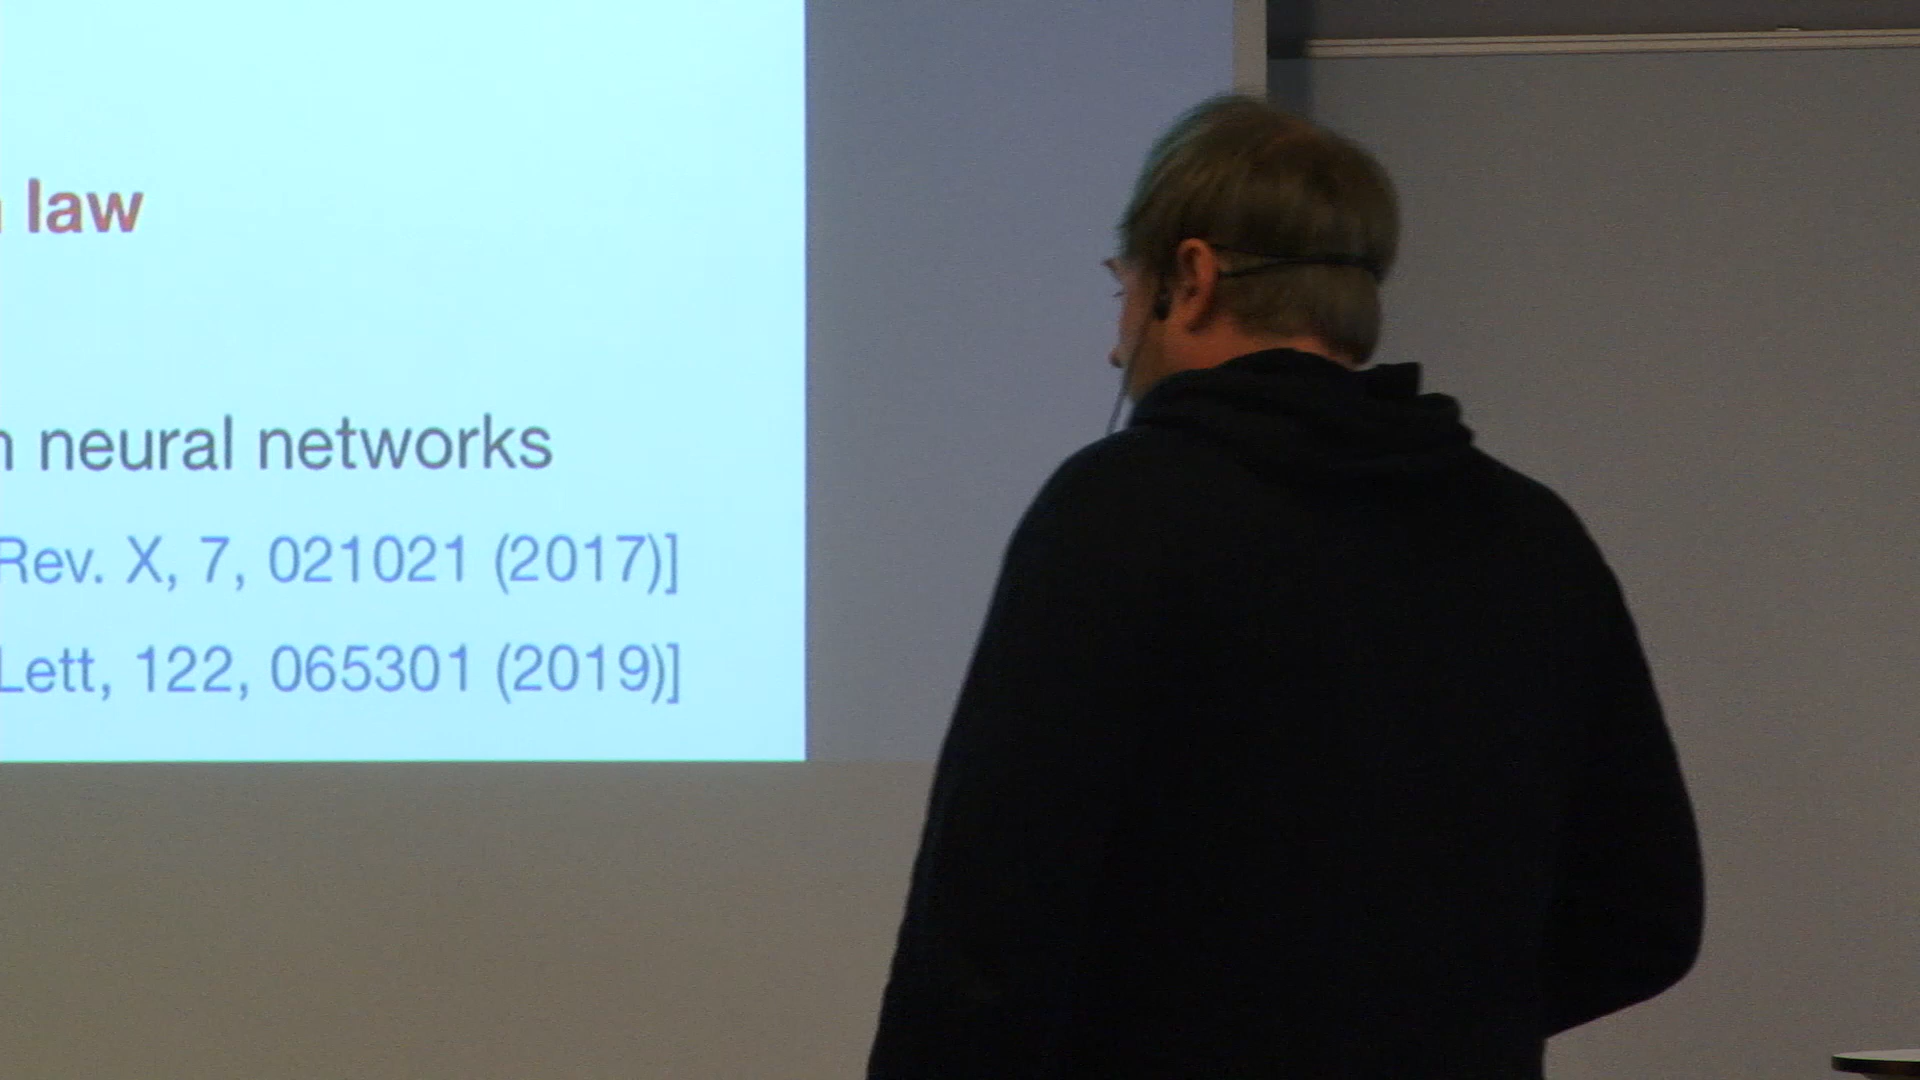 law
neural networks
Rev. X, 7, 021021 (2017)]
Lett, 122, 065301 (2019)]